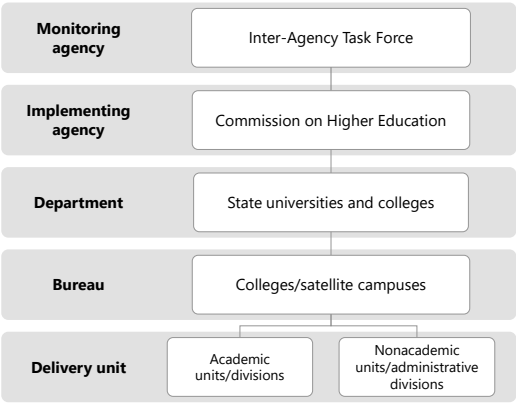 Monitoring
agency
Inter-Agency Task Force
Implementing
agency
Commission on Higher Education
Department
State universities and colleges
Bureau
Colleges/satellite campuses
Delivery unit
Academic
units/divisions
Nonacademic
units/administrative
divisions